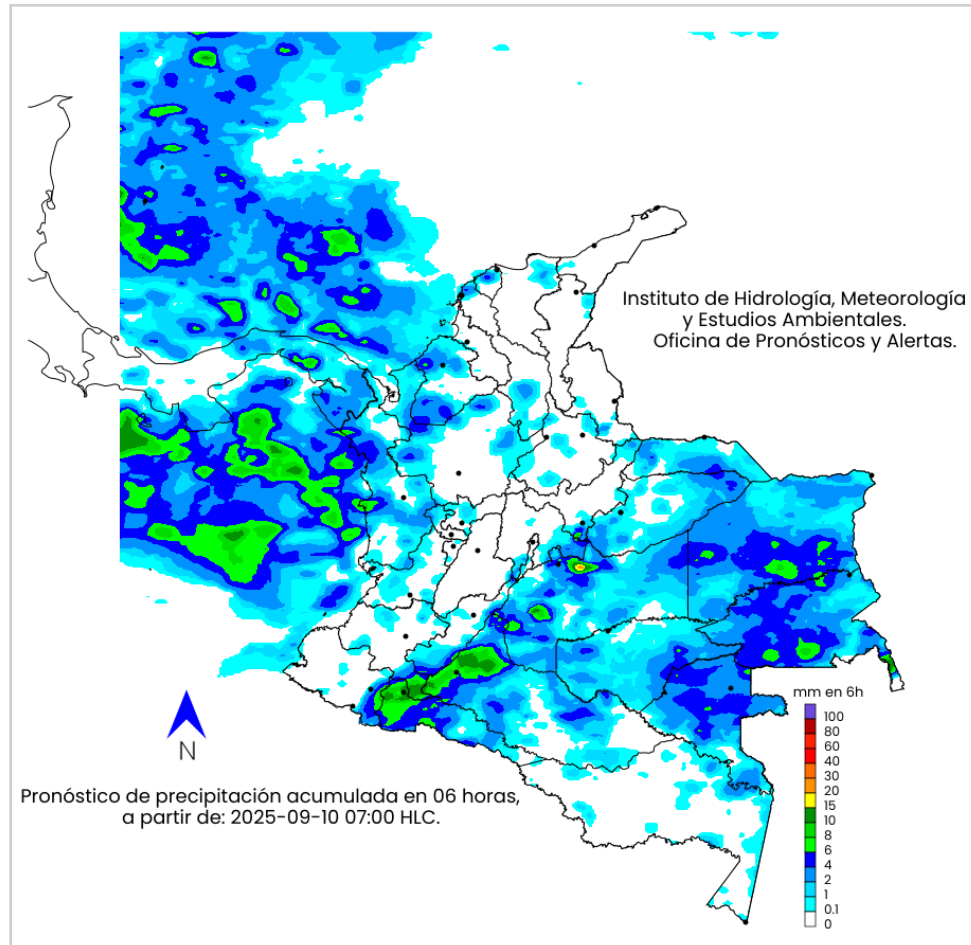 Instituto de Hidrología, Meteorología
y Estudios Ambientales.
Oficina de Pronósticos y Alertas.
N
Pronóstico de precipitación acumulada en 06 horas,
a partir de: 2025-09-10 07:00 HLC.
mm en 6h
100
80
60
40
30
20
15
10
8
6
4
2
1
0.1
0